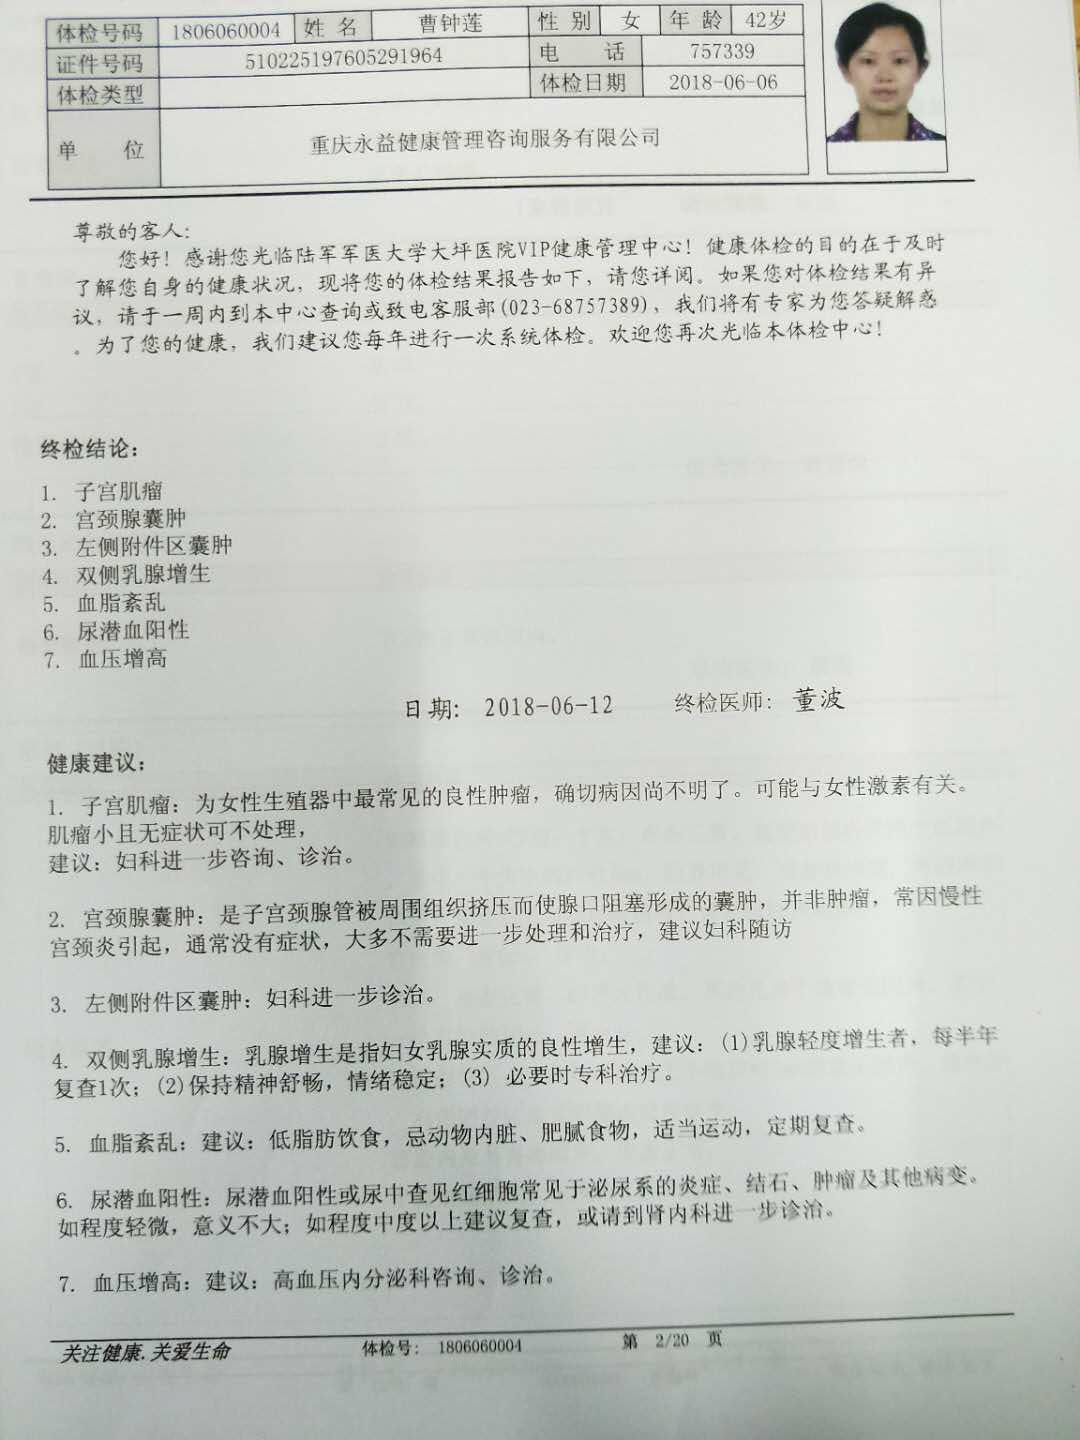 体检号码 1806060004 姓名 曹钟莲 性别 女 年龄 42岁
证件号码 510225197605291964 电话 757339
体检类型 体检日期 2018-06-06
单位 重庆永益健康管理咨询服务有限公司
尊敬的客人：
您好！感谢您光临陆军军医大学大坪医院VIP健康管理中心！健康体检的目的在于及时
了解您自身的健康状况，现将您的体检结果报告如下，请您详阅。如果您对体检结果有异
议，请于一周内到本中心查询或致电客服部(023-68757389)，我们将有专家为您答疑解惑
。为了您的健康，我们建议您每年进行一次系统体检。欢迎您再次光临本体检中心！
终检结论：
1. 子宫肌瘤
2. 宫颈腺囊肿
3. 左侧附件区囊肿
4. 双侧乳腺增生
5. 血脂紊乱
6. 尿潜血阳性
7. 血压增高
日期： 2018-06-12 终检医师： 董波
健康建议：
1. 子宫肌瘤：为女性生殖器中最常见的良性肿瘤，确切病因尚不明了。可能与女性激素有关。
肌瘤小且无症状可不处理，
建议：妇科进一步咨询、诊治。
2. 宫颈腺囊肿：是子宫颈腺管被周围组织挤压而使腺口阻塞形成的囊肿，并非肿瘤，常因慢性
宫颈炎引起，通常没有症状，大多不需要进一步处理和治疗，建议妇科随访
3. 左侧附件区囊肿：妇科进一步诊治。
4. 双侧乳腺增生：乳腺增生是指妇女乳腺实质的良性增生，建议：(1)乳腺轻度增生者，每半年
复查1次；(2)保持精神舒畅，情绪稳定；(3) 必要时专科治疗。
5. 血脂紊乱：建议：低脂肪饮食，忌动物内脏、肥腻食物，适当运动，定期复查。
6. 尿潜血阳性：尿潜血阳性或尿中查见红细胞常见于泌尿系的炎症、结石、肿瘤及其他病变。
如程度轻微，意义不大；如程度中度以上建议复查，或请到肾内科进一步诊治。
7. 血压增高：建议：高血压内分泌科咨询、诊治。
关注健康.关爱生命 体检号： 1806060004 第 2/20 页